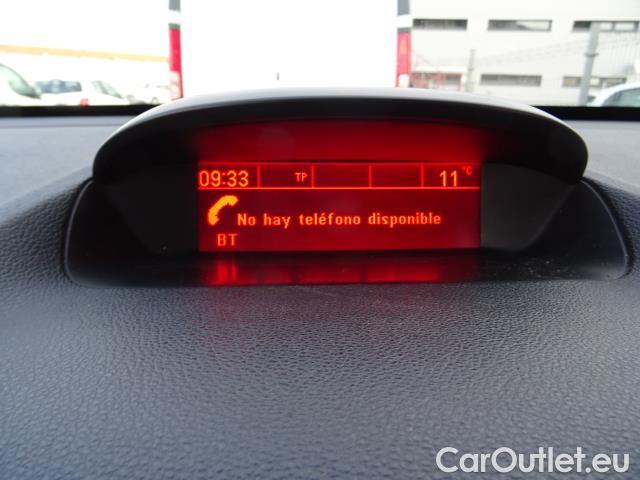 09:33 TP 11 °C
No hay teléfono disponible
BT
CarOutlet.eu